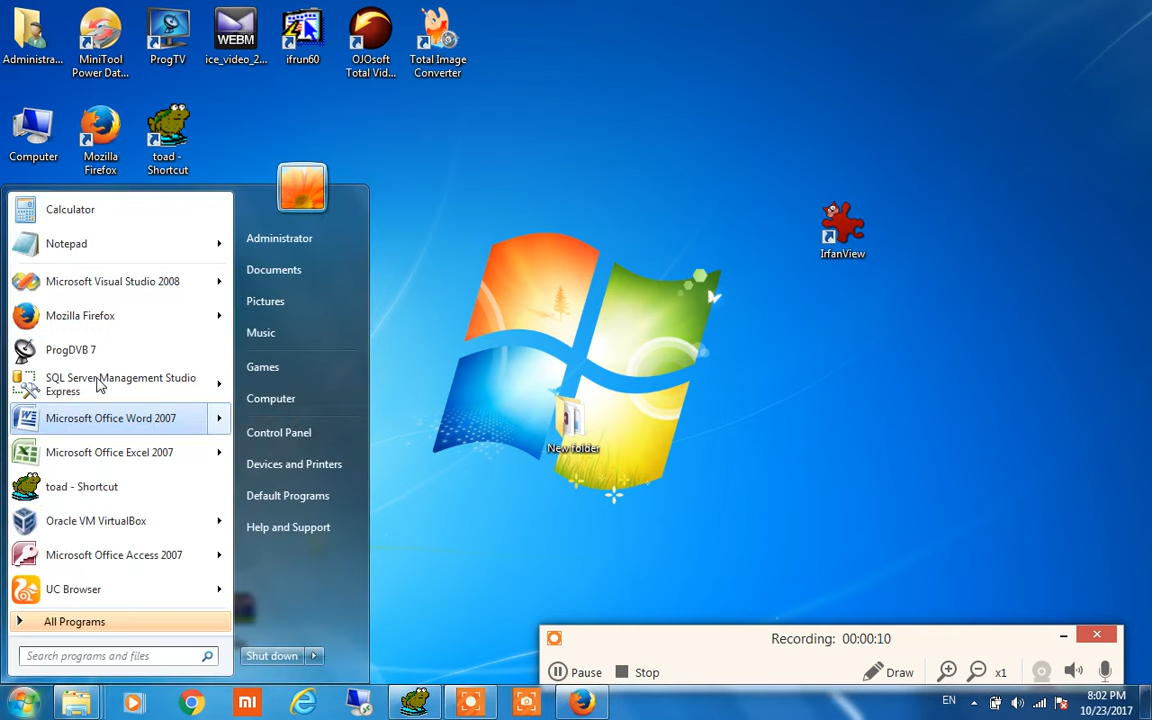 Administra...
MiniTool
Power Dat...
ProgTV
WEBM
ice_video_2...
ifrun60
OJOsoft
Total Vid...
Total Image
Converter
Computer
Mozilla
Firefox
toad -
Shortcut
IrfanView
New folder
Calculator
Notepad
Microsoft Visual Studio 2008
Mozilla Firefox
ProgDVB 7
SQL Server Management Studio
Express
Microsoft Office Word 2007
Microsoft Office Excel 2007
toad - Shortcut
Oracle VM VirtualBox
Microsoft Office Access 2007
UC Browser
All Programs
Search programs and files
Administrator
Documents
Pictures
Music
Games
Computer
Control Panel
Devices and Printers
Default Programs
Help and Support
Shut down
Recording: 00:00:10
Pause
Stop
Draw
x1
mi
EN
8:02 PM
10/23/2017